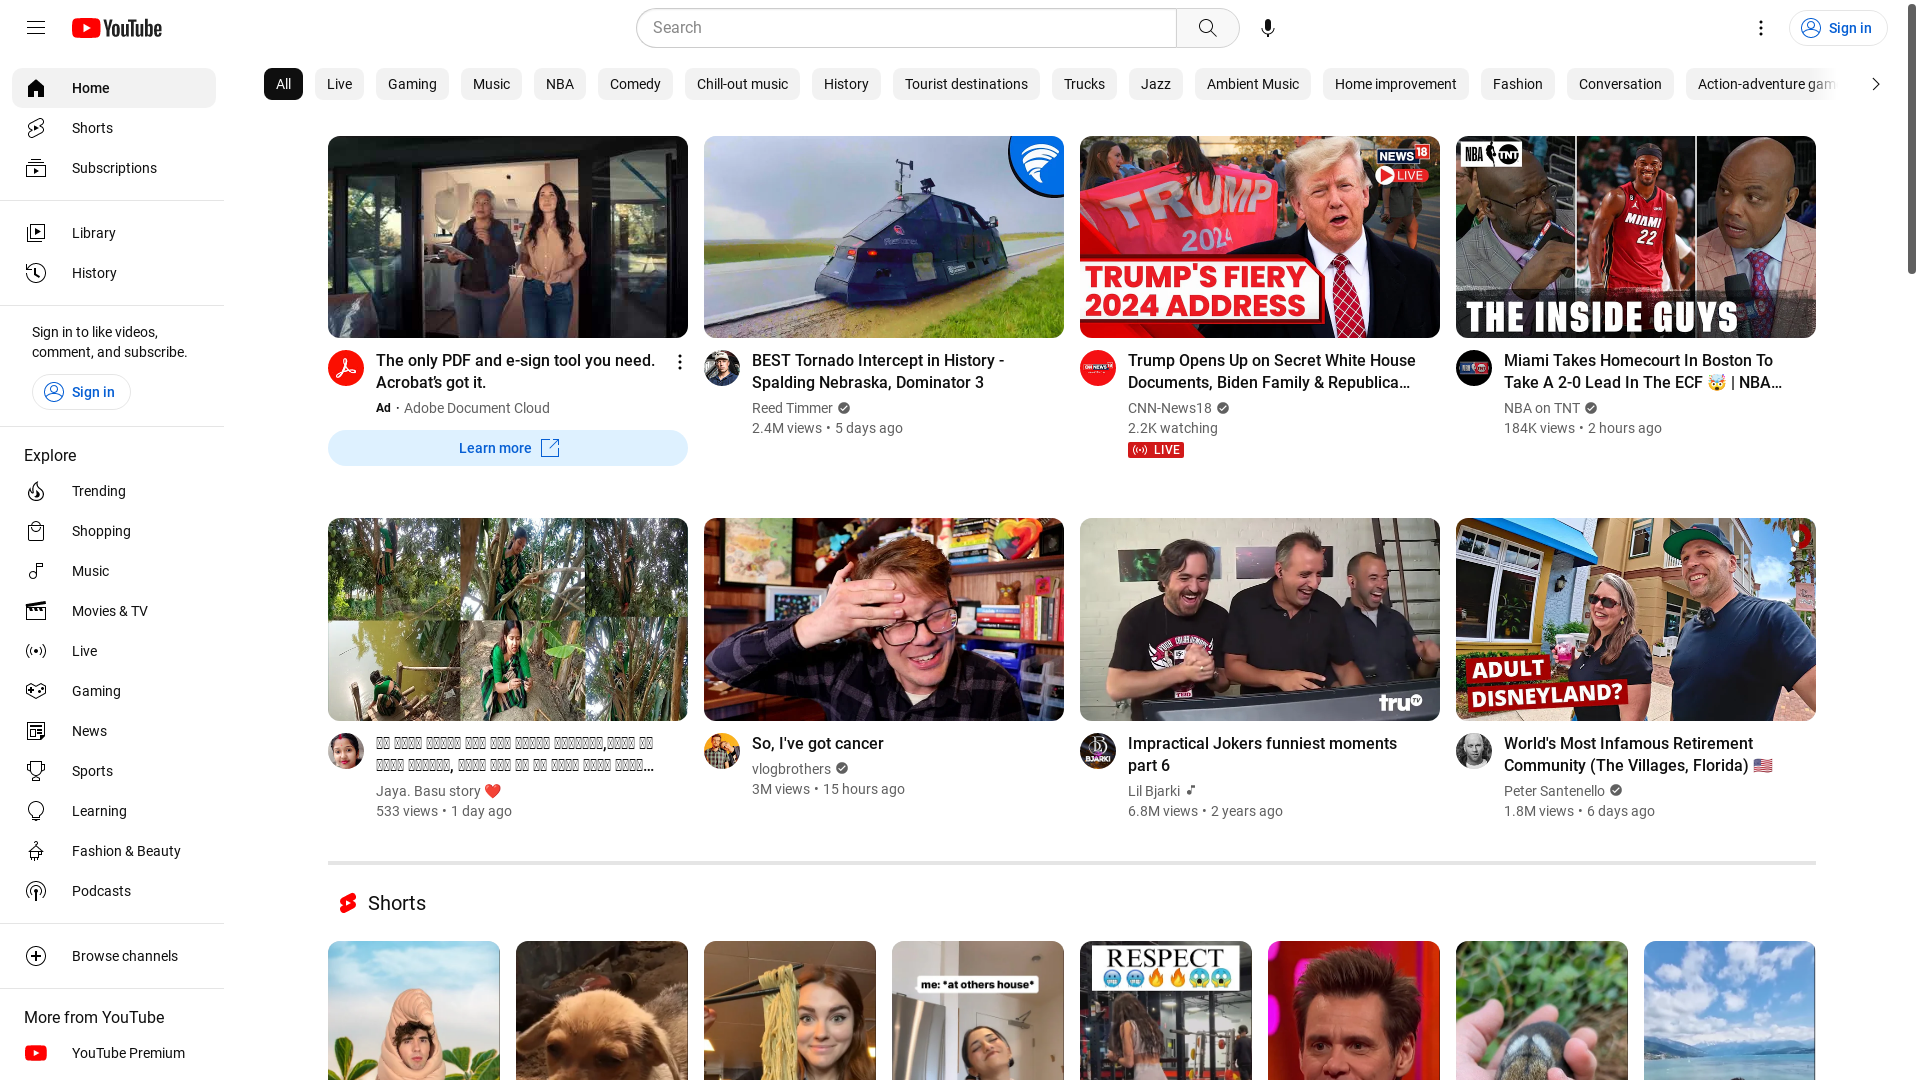 YouTube
Search
Sign in
Home
Shorts
Subscriptions
Library
History
Sign in to like videos,
comment, and subscribe.
Sign in
Explore
Trending
Shopping
Music
Movies & TV
Live
Gaming
News
Sports
Learning
Fashion & Beauty
Podcasts
Browse channels
More from YouTube
YouTube Premium
All
Live
Gaming
Music
NBA
Comedy
Chill-out music
History
Tourist destinations
Trucks
Jazz
Ambient Music
Home improvement
Fashion
Conversation
Action-adventure gam
The only PDF and e-sign tool you need.
Acrobat's got it.
Ad · Adobe Document Cloud
Learn more
BEST Tornado Intercept in History -
Spalding Nebraska, Dominator 3
Reed Timmer
2.4M views • 5 days ago
NEWS 18
LIVE
TRUMP
2024
TRUMP'S FIERY
2024 ADDRESS
Trump Opens Up on Secret White House
Documents, Biden Family & Republica...
CNN-News18
2.2K watching
LIVE
NBA TNT
MIAMI
22
THE INSIDE GUYS
Miami Takes Homecourt In Boston To
Take A 2-0 Lead In The ECF 🤯 | NBA...
NBA on TNT
184K views • 2 hours ago
Jaya. Basu story ❤️
533 views • 1 day ago
So, I've got cancer
vlogbrothers
3M views • 15 hours ago
truTV
BJARKI
Impractical Jokers funniest moments
part 6
Lil Bjarki
6.8M views • 2 years ago
ADULT
DISNEYLAND?
World's Most Infamous Retirement
Community (The Villages, Florida) 🇺🇸
Peter Santenello
1.8M views • 6 days ago
Shorts
me: *at others house*
RESPECT
🥶🥶🔥🔥😱😱